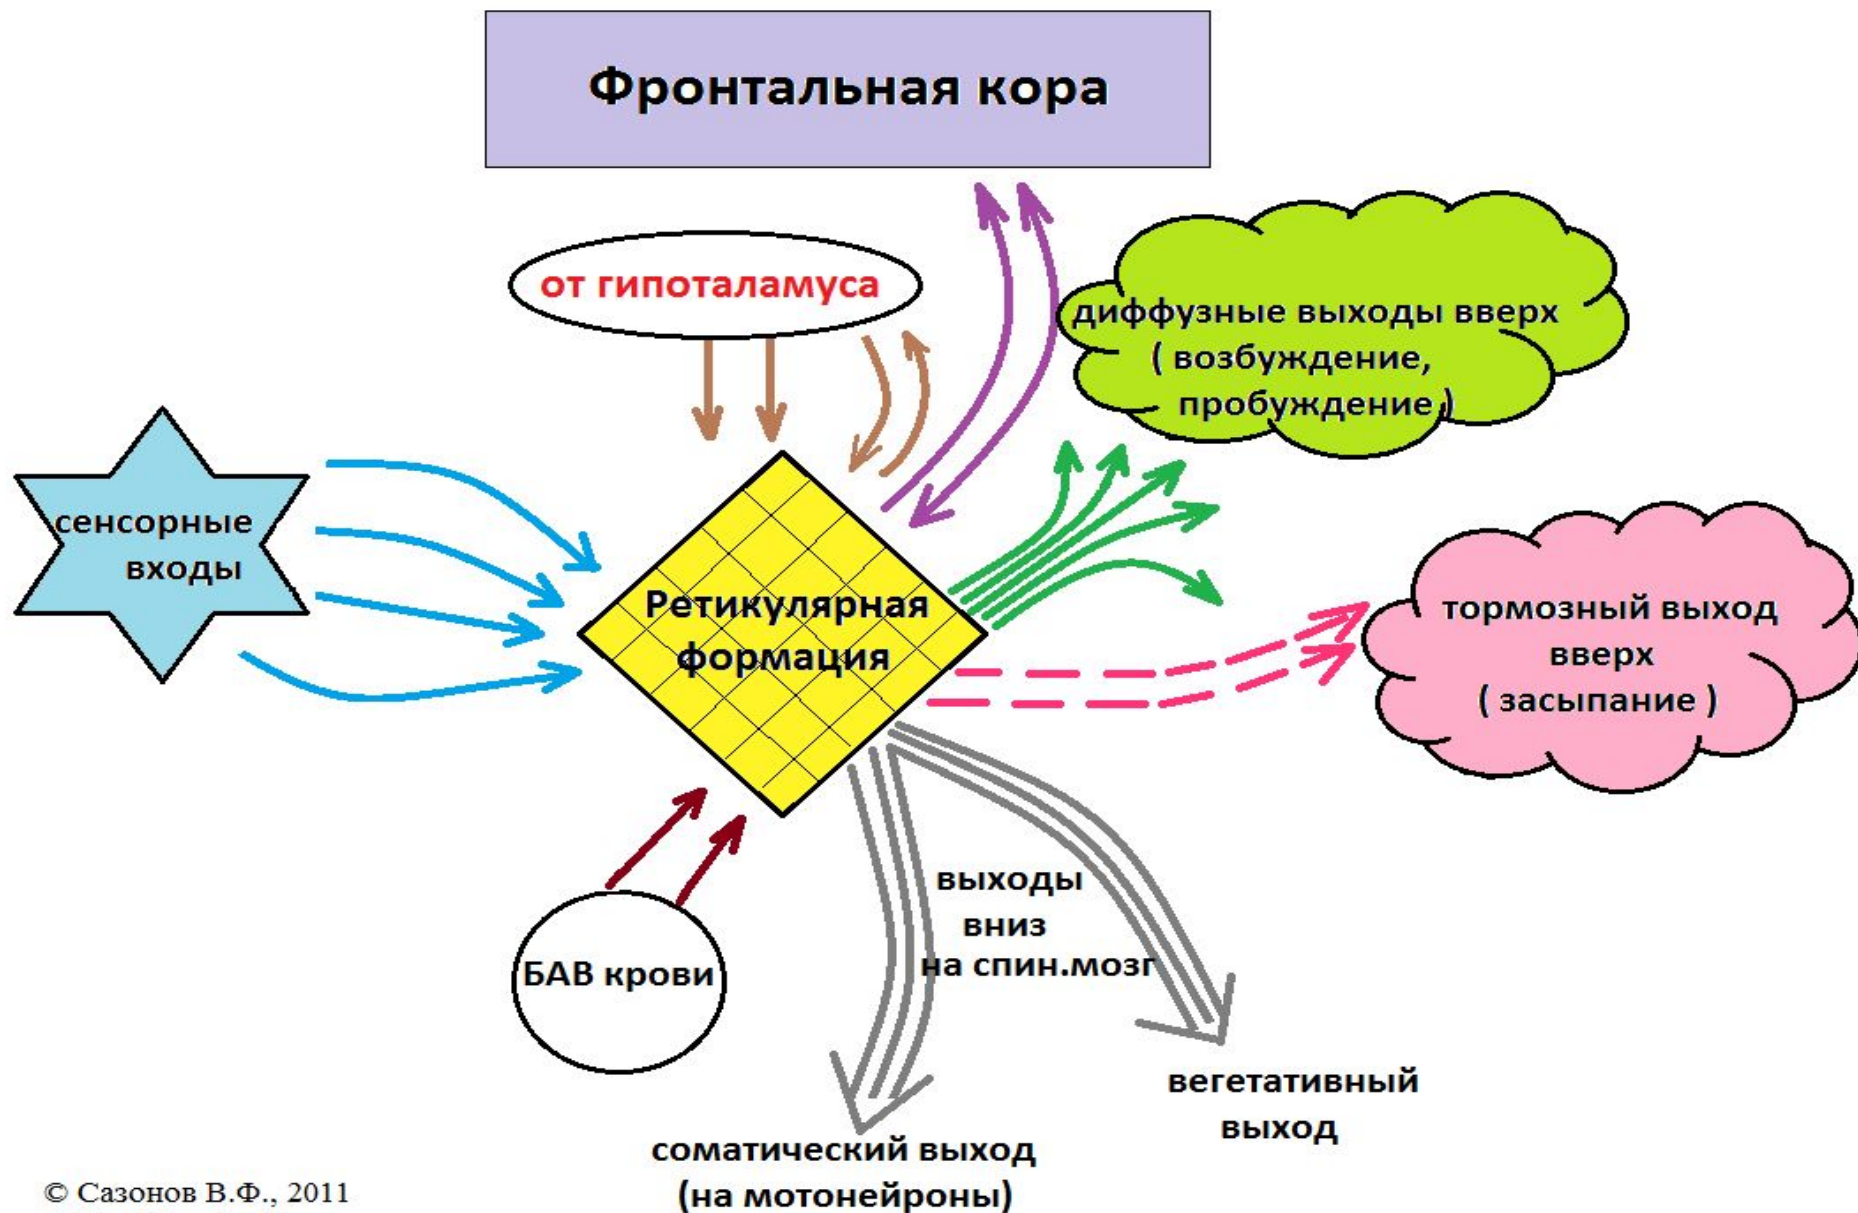 Фронтальная кора
от гипоталамуса
диффузные выходы вверх
( возбуждение,
пробуждение )
сенсорные
входы
Ретикулярная
формация
тормозный выход
вверх
( засыпание )
выходы
вниз
на спин.мозг
БАВ крови
вегетативный
выход
соматический выход
(на мотонейроны)
© Сазонов В.Ф., 2011